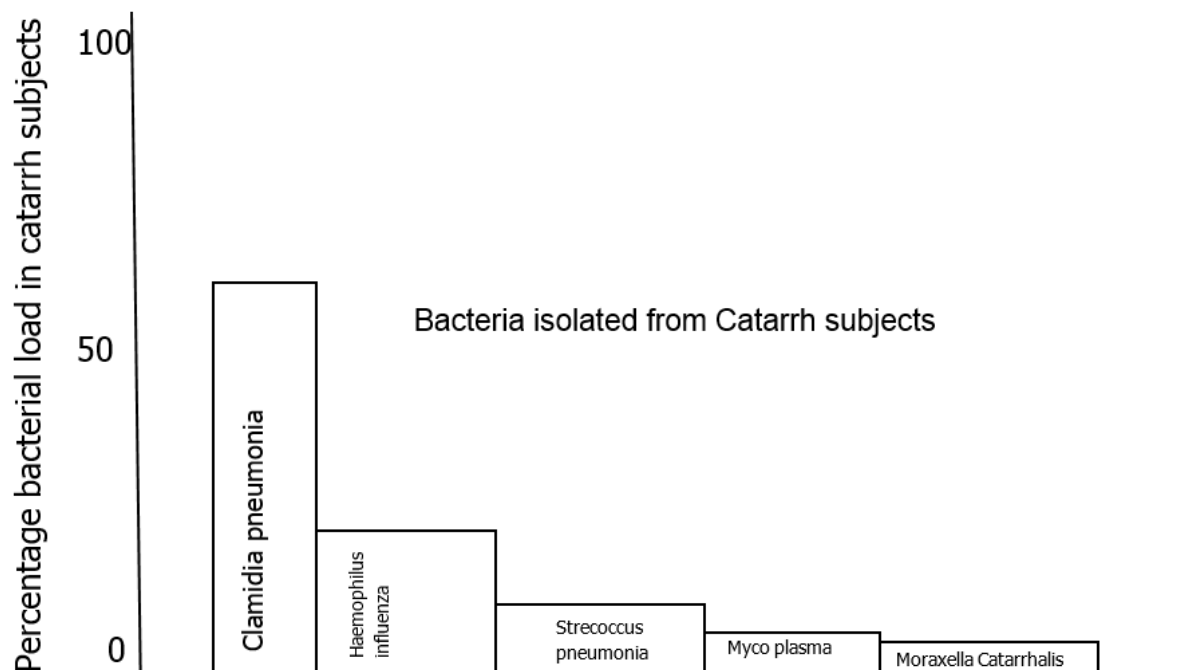 Percentage bacterial load in catarrh subjects
100
50
0
Bacteria isolated from Catarrh subjects
Clamidia pneumonia
Haemophilus
influenza
Strecoccus
pneumonia
Myco plasma
Moraxella Catarrhalis